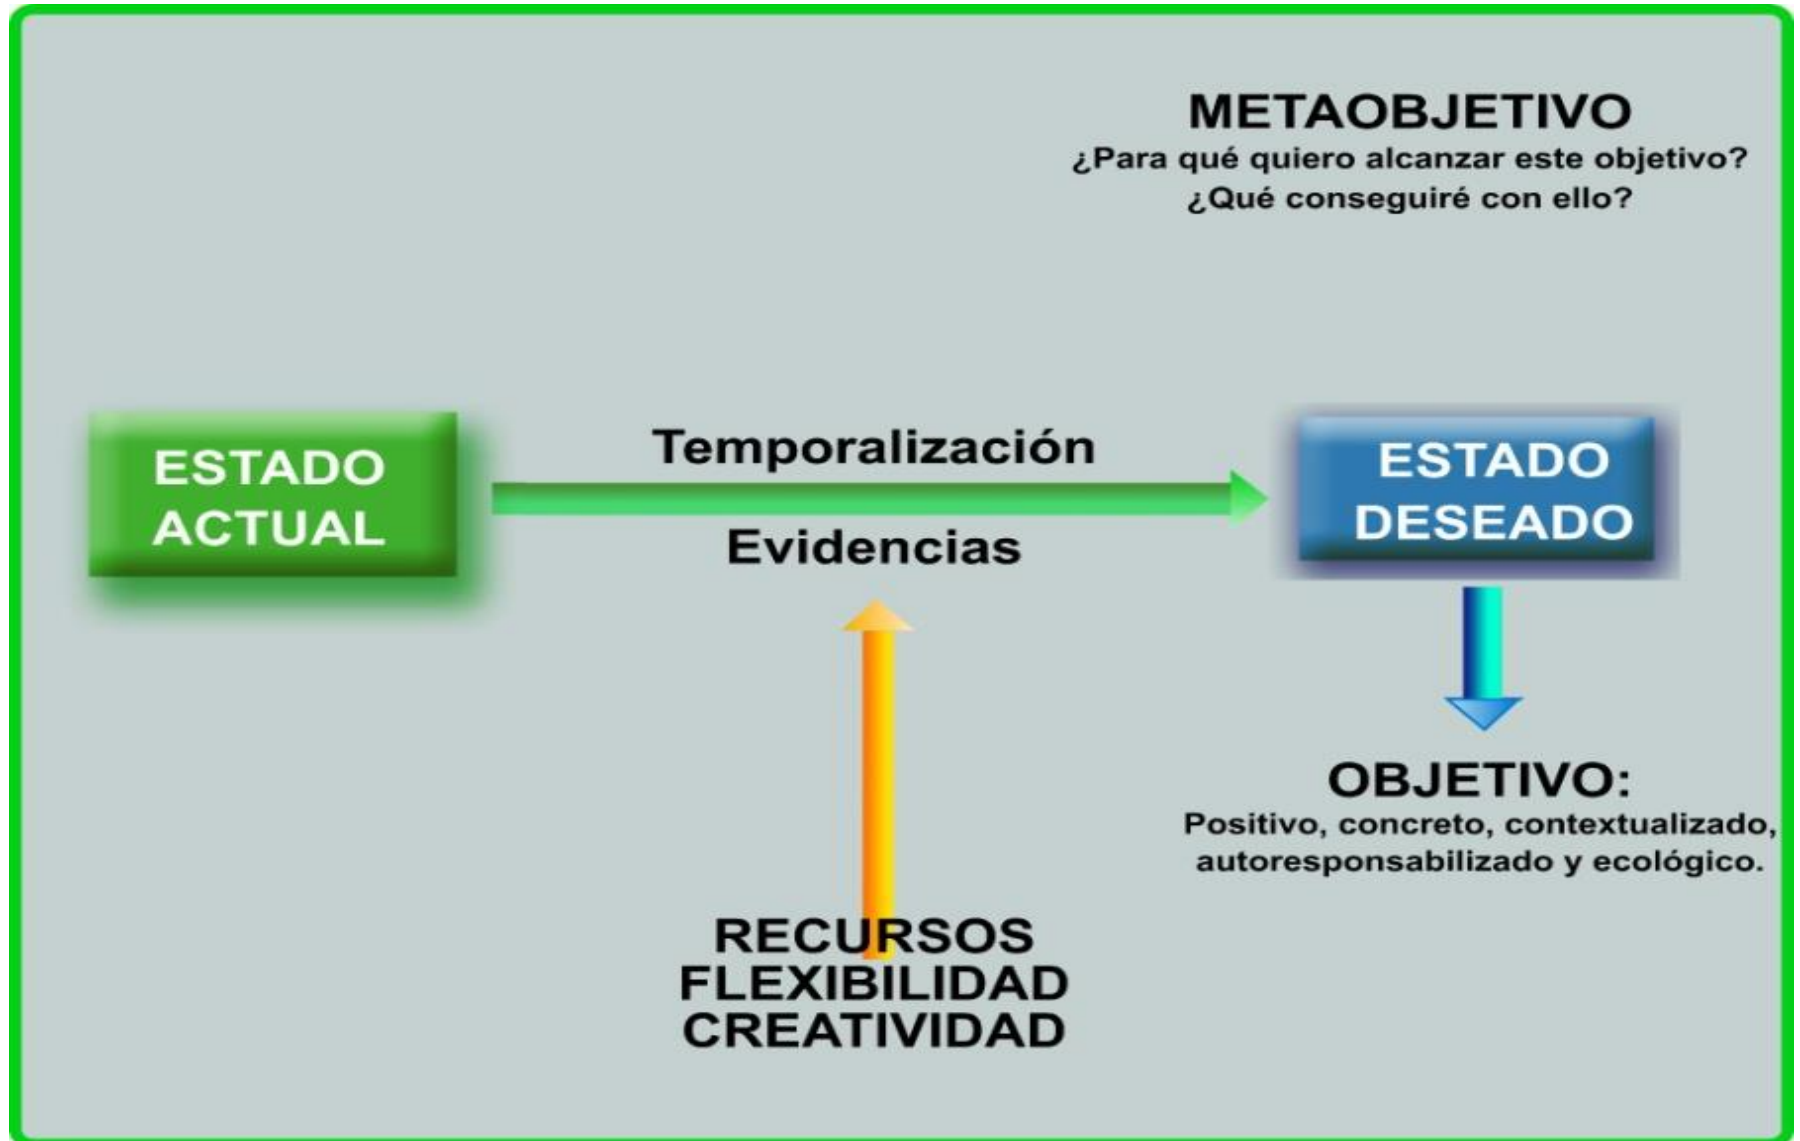 METAOBJETIVO
¿Para qué quiero alcanzar este objetivo?
¿Qué conseguiré con ello?
ESTADO
ACTUAL
Temporalización
Evidencias
ESTADO
DESEADO
OBJETIVO:
Positivo, concreto, contextualizado,
autoresponsabilizado y ecológico.
RECURSOS
FLEXIBILIDAD
CREATIVIDAD